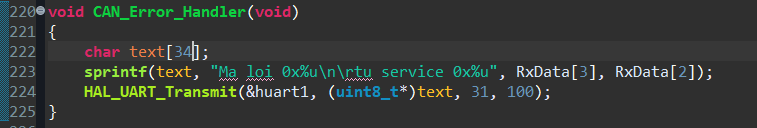 220 void CAN_Error_Handler(void)
221 {
222 char text[34];
223 sprintf(text, "Ma loi 0x%u\n\rtu service 0x%u", RxData[3], RxData[2]);
224 HAL_UART_Transmit(&huart1, (uint8_t*)text, 31, 100);
225 }